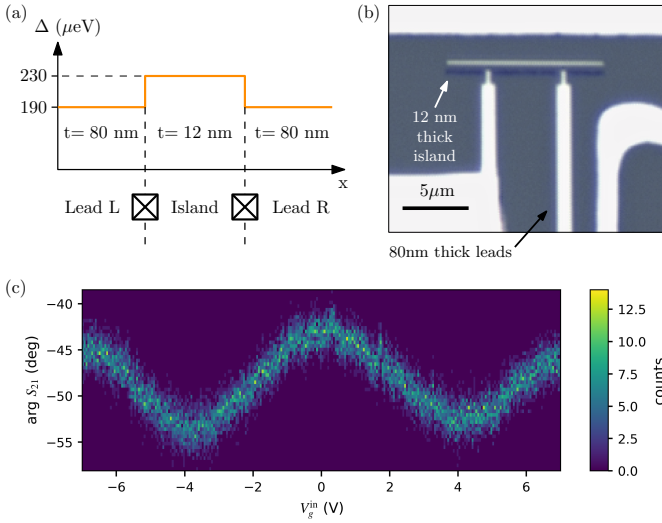 (a)
Δ (μeV)
230
190
t= 80 nm t= 12 nm t= 80 nm
x
Lead L Island Lead R
(b)
12 nm
thick
island
5μm
80nm thick leads
(c)
−40
−45
−50
−55
arg S₂₁ (deg)
−6 −4 −2 0 2 4 6
V_g^in (V)
12.5
10.0
7.5
5.0
2.5
0.0
counts